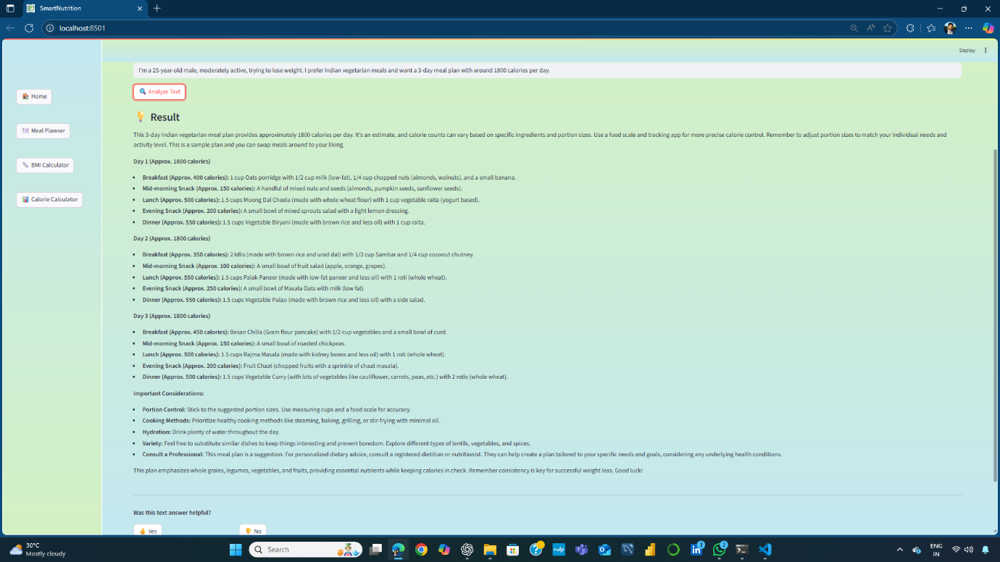 SmartNutrition
localhost:8501
Deploy
Home
Meal Planner
BMI Calculator
Calorie Calculator
I'm a 25-year-old male, moderately active, trying to lose weight. I prefer Indian vegetarian meals and want a 3-day meal plan with around 1800 calories per day.
Analyze Text
Result
This 3-day Indian vegetarian meal plan provides approximately 1800 calories per day. It's an estimate, and calorie counts can vary based on specific ingredients and portion sizes. Use a food scale and tracking app for more precise calorie control. Remember to adjust portion sizes to match your individual needs and
activity level. This is a sample plan and you can swap meals around to your liking.
Day 1 (Approx. 1800 calories)
• Breakfast (Approx. 400 calories): 1 cup Oats porridge with 1/2 cup milk (low-fat), 1/4 cup chopped nuts (almonds, walnuts), and a small banana.
• Mid-morning Snack (Approx. 150 calories): A handful of mixed nuts and seeds (almonds, pumpkin seeds, sunflower seeds).
• Lunch (Approx. 500 calories): 1.5 cups Moong Dal Cheela (made with whole wheat flour) with 1 cup vegetable raita (yogurt based).
• Evening Snack (Approx. 200 calories): A small bowl of mixed sprouts salad with a light lemon dressing.
• Dinner (Approx. 550 calories): 1.5 cups Vegetable Biryani (made with brown rice and less oil) with 1 cup raita.
Day 2 (Approx. 1800 calories)
• Breakfast (Approx. 350 calories): 2 Idlis (made with brown rice and urad dal) with 1/2 cup Sambar and 1/4 cup coconut chutney.
• Mid-morning Snack (Approx. 100 calories): A small bowl of fruit salad (apple, orange, grapes).
• Lunch (Approx. 550 calories): 1.5 cups Palak Paneer (made with low-fat paneer and less oil) with 1 roti (whole wheat).
• Evening Snack (Approx. 250 calories): A small bowl of Masala Oats with milk (low fat)
• Dinner (Approx. 550 calories): 1.5 cups Vegetable Pulao (made with brown rice and less oil) with a side salad.
Day 3 (Approx. 1800 calories)
• Breakfast (Approx. 450 calories): Besan Chilla (Gram flour pancake) with 1/2 cup vegetables and a small bowl of curd.
• Mid-morning Snack (Approx. 150 calories): A small bowl of roasted chickpeas.
• Lunch (Approx. 500 calories): 1.5 cups Rajma Masala (made with kidney beans and less oil) with 1 roti (whole wheat).
• Evening Snack (Approx. 200 calories): Fruit Chaat (chopped fruits with a sprinkle of chaat masala).
• Dinner (Approx. 500 calories): 1.5 cups Vegetable Curry (with lots of vegetables like cauliflower, carrots, peas, etc.) with 2 rotis (whole wheat).
Important Considerations:
• Portion Control: Stick to the suggested portion sizes. Use measuring cups and a food scale for accuracy.
• Cooking Methods: Prioritize healthy cooking methods like steaming, baking, grilling, or stir-frying with minimal oil.
• Hydration: Drink plenty of water throughout the day.
• Variety: Feel free to substitute similar dishes to keep things interesting and prevent boredom. Explore different types of lentils, vegetables, and spices.
• Consult a Professional: This meal plan is a suggestion. For personalized dietary advice, consult a registered dietitian or nutritionist. They can help create a plan tailored to your specific needs and goals, considering any underlying health conditions.
This plan emphasizes whole grains, legumes, vegetables, and fruits, providing essential nutrients while keeping calories in check. Remember consistency is key for successful weight loss. Good luck!
Was this text answer helpful?
Yes
No
30°C
Mostly cloudy
Search
3
2
ENG
IN